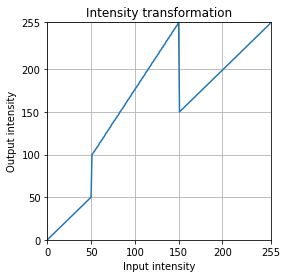 Intensity transformation
255
200
150
100
50
0
Output intensity
0 50 100 150 200 255
Input intensity